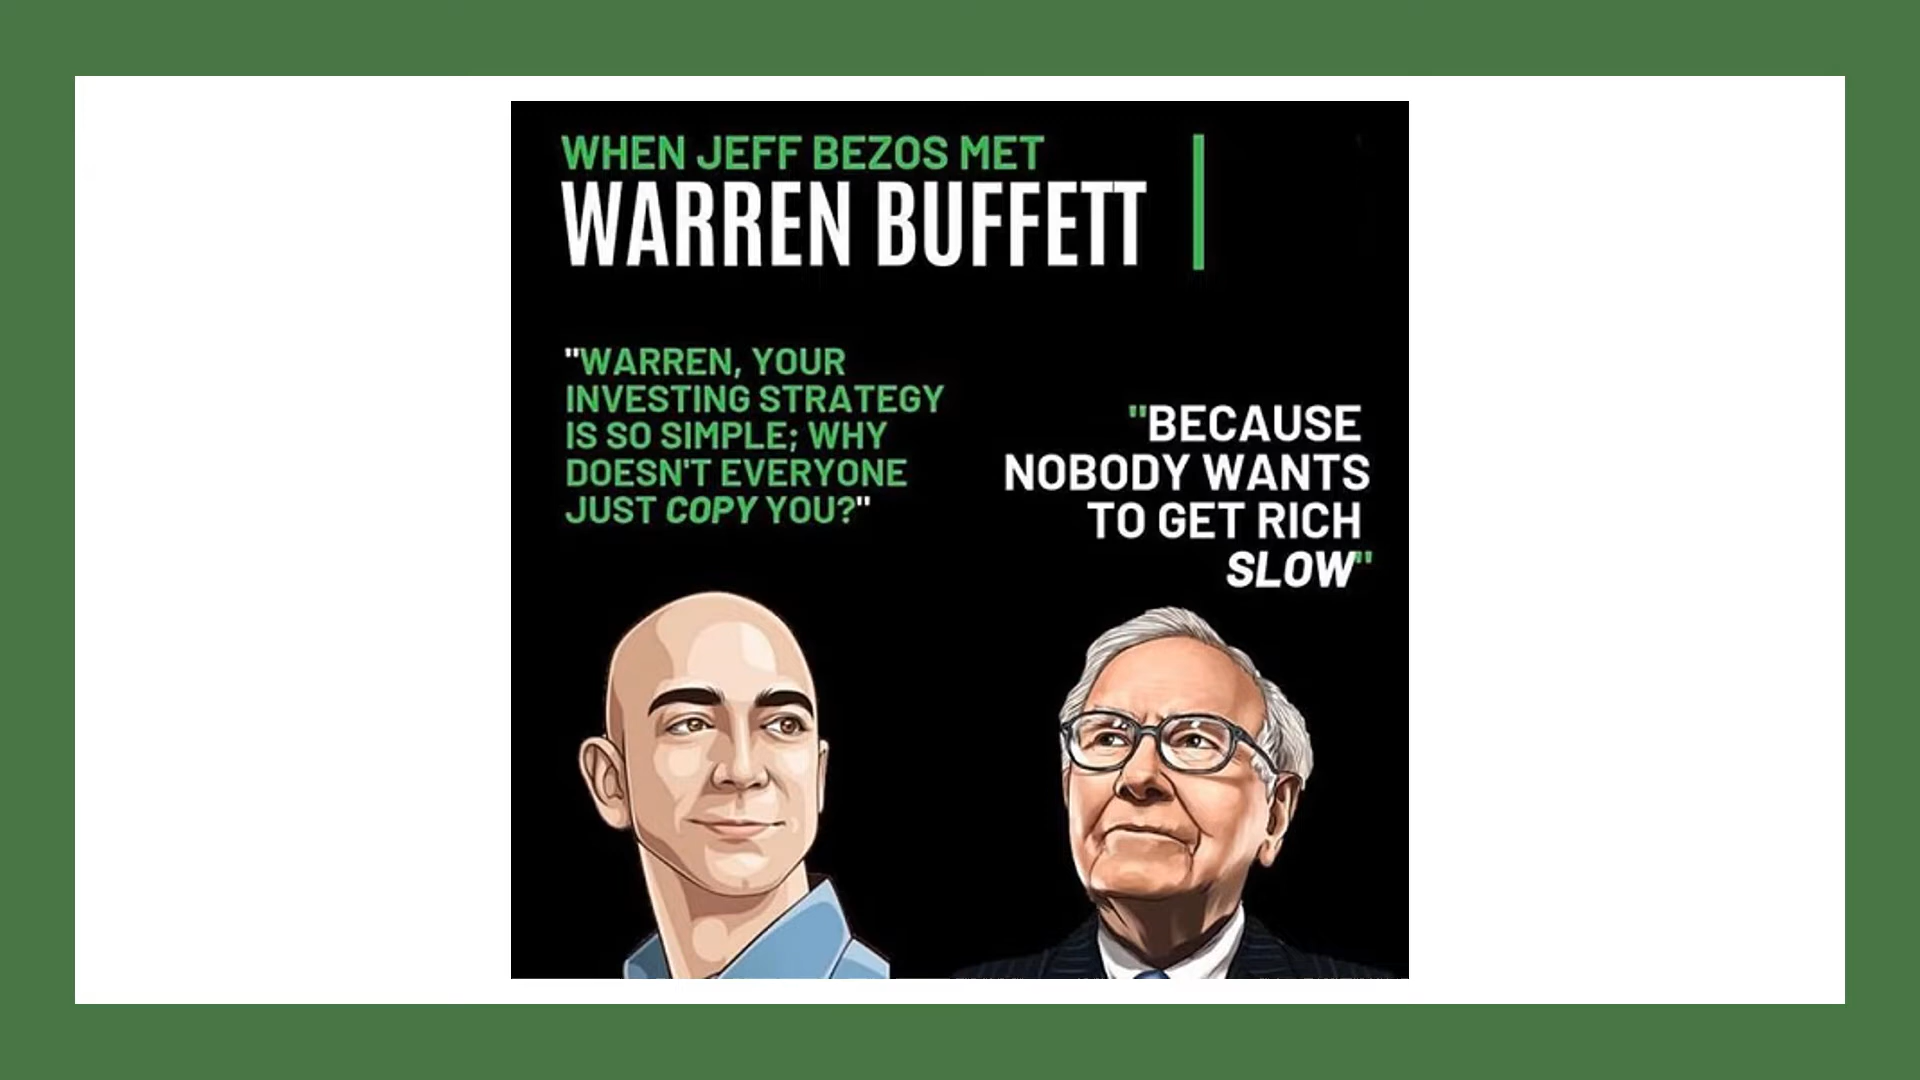 WHEN JEFF BEZOS MET
WARREN BUFFETT
"WARREN, YOUR
INVESTING STRATEGY
IS SO SIMPLE; WHY
DOESN'T EVERYONE
JUST COPY YOU?"
"BECAUSE
NOBODY WANTS
TO GET RICH
SLOW"